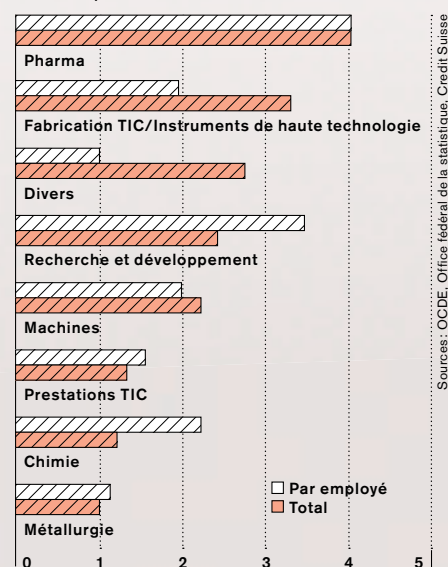 Pharma
Fabrication TIC/Instruments de haute technologie
Divers
Recherche et développement
Machines
Prestations TIC
Chimie
Par employé
Total
Métallurgie
0 1 2 3 4 5
Sources: OCDE, Office fédéral de la statistique, Credit Suisse